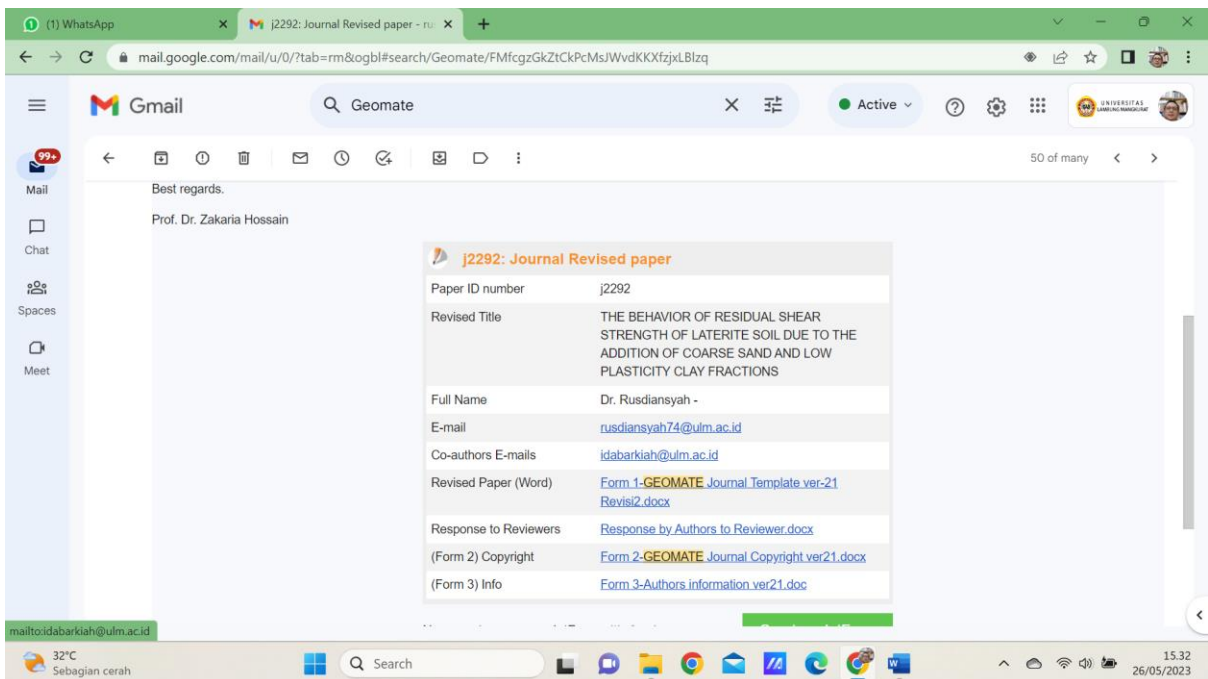 (1) WhatsApp
j2292: Journal Revised paper - ru
mail.google.com/mail/u/0/?tab=rm&ogbl#search/Geomate/FMfcgzGkZtCkPcMsJWvdKKXfzjxLBlzq
Gmail
Geomate
Active
UNIVERSITAS
LAMBUNG MANGKURAT
99+
Mail
Chat
Spaces
Meet
50 of many
Best regards.
Prof. Dr. Zakaria Hossain
j2292: Journal Revised paper
Paper ID number j2292
Revised Title THE BEHAVIOR OF RESIDUAL SHEAR
STRENGTH OF LATERITE SOIL DUE TO THE
ADDITION OF COARSE SAND AND LOW
PLASTICITY CLAY FRACTIONS
Full Name Dr. Rusdiansyah -
E-mail rusdiansyah74@ulm.ac.id
Co-authors E-mails idabarkiah@ulm.ac.id
Revised Paper (Word) Form 1-GEOMATE Journal Template ver-21
Revisi2.docx
Response to Reviewers Response by Authors to Reviewer.docx
(Form 2) Copyright Form 2-GEOMATE Journal Copyright ver21.docx
(Form 3) Info Form 3-Authors information ver21.doc
mailto:idabarkiah@ulm.ac.id
32°C
Sebagian cerah
Search
15.32
26/05/2023